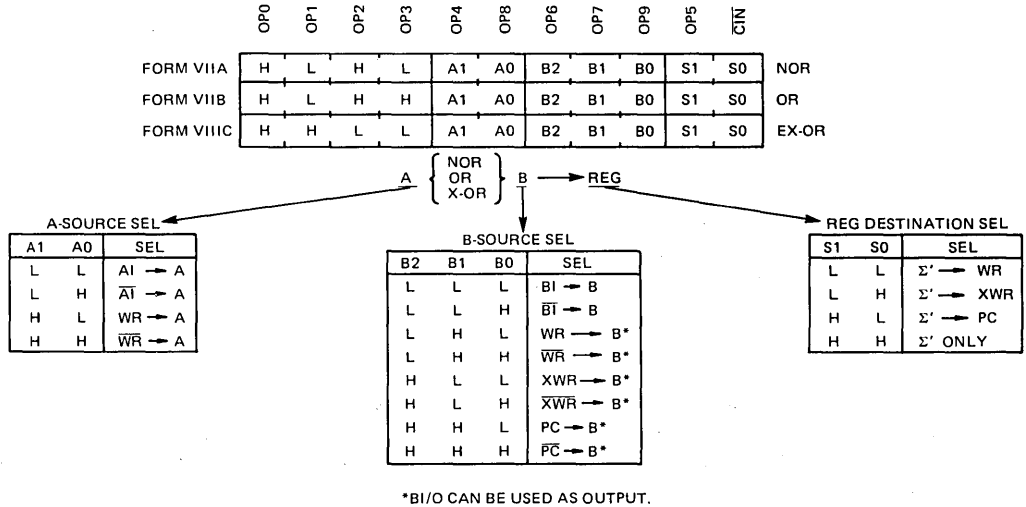 OP0 OP1 OP2 OP3 OP4 OP8 OP6 OP7 OP9 OP5 C̅I̅N̅
FORM VIIA H L H L A1 A0 B2 B1 B0 S1 S0 NOR
FORM VIIB H L H H A1 A0 B2 B1 B0 S1 S0 OR
FORM VIIIC H H L L A1 A0 B2 B1 B0 S1 S0 EX-OR
NOR
A OR B → REG
X-OR
A-SOURCE SEL
A1 A0 SEL
L L AI → A
L H A̅I̅ → A
H L WR → A
H H W̅R̅ → A
B-SOURCE SEL
B2 B1 B0 SEL
L L L BI → B
L L H B̅I̅ → B
L H L WR → B*
L H H W̅R̅ → B*
H L L XWR → B*
H L H X̅W̅R̅ → B*
H H L PC → B*
H H H P̅C̅ → B*
REG DESTINATION SEL
S1 S0 SEL
L L Σ′ → WR
L H Σ′ → XWR
H L Σ′ → PC
H H Σ′ ONLY
*BI/O CAN BE USED AS OUTPUT.